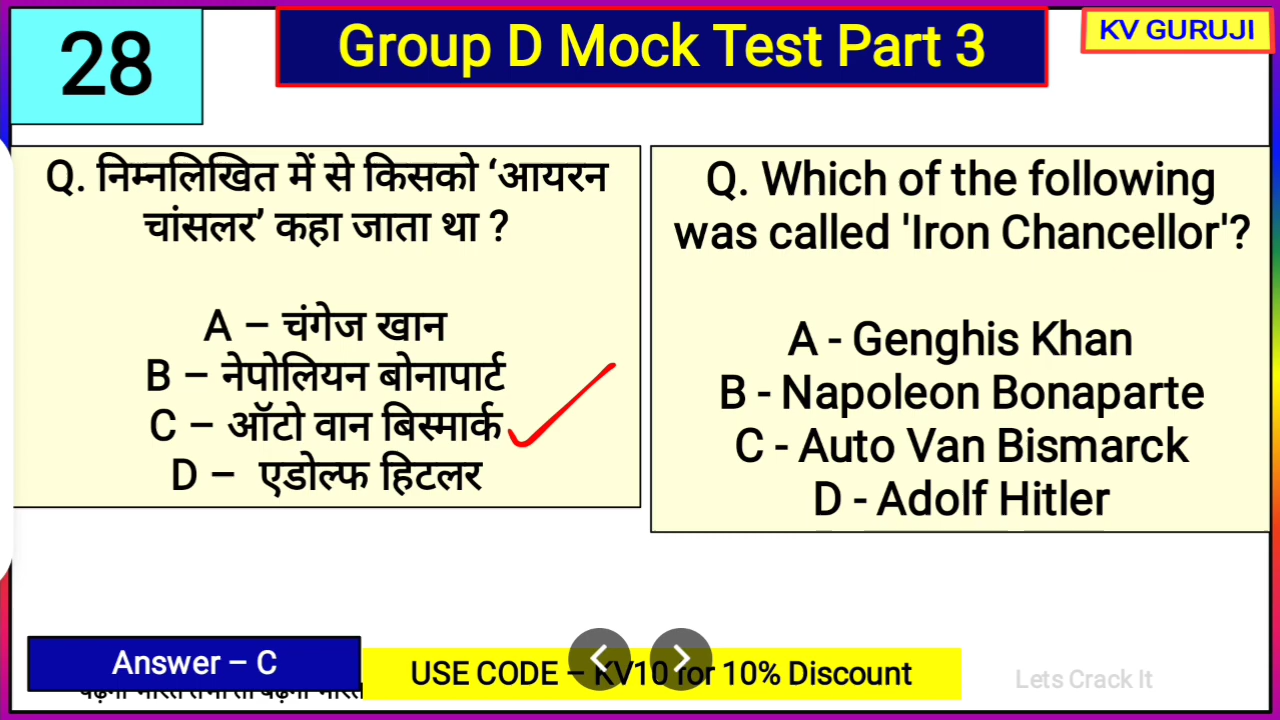 28
Group D Mock Test Part 3
KV GURUJI
Q. निम्नलिखित में से किसको ‘आयरन
चांसलर’ कहा जाता था ?
A – चंगेज खान
B – नेपोलियन बोनापार्ट
C – ऑटो वान बिस्मार्क
D – एडोल्फ हिटलर
Q. Which of the following
was called 'Iron Chancellor'?
A - Genghis Khan
B - Napoleon Bonaparte
C - Auto Van Bismarck
D - Adolf Hitler
Answer – C
USE CODE – KV10 for 10% Discount
Lets Crack It